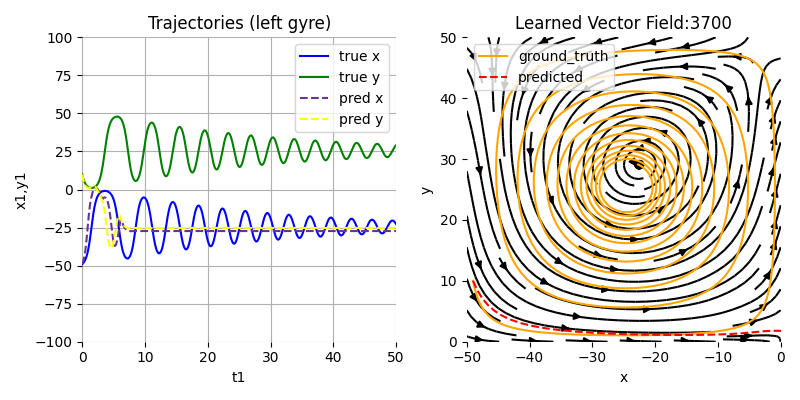 Trajectories (left gyre)
100
75
50
25
0
−25
−50
−75
−100
x1,y1
0
10
20
30
40
50
t1
true x
true y
pred x
pred y
Learned Vector Field:3700
50
40
30
20
10
0
y
−50
−40
−30
−20
−10
0
x
ground_truth
predicted